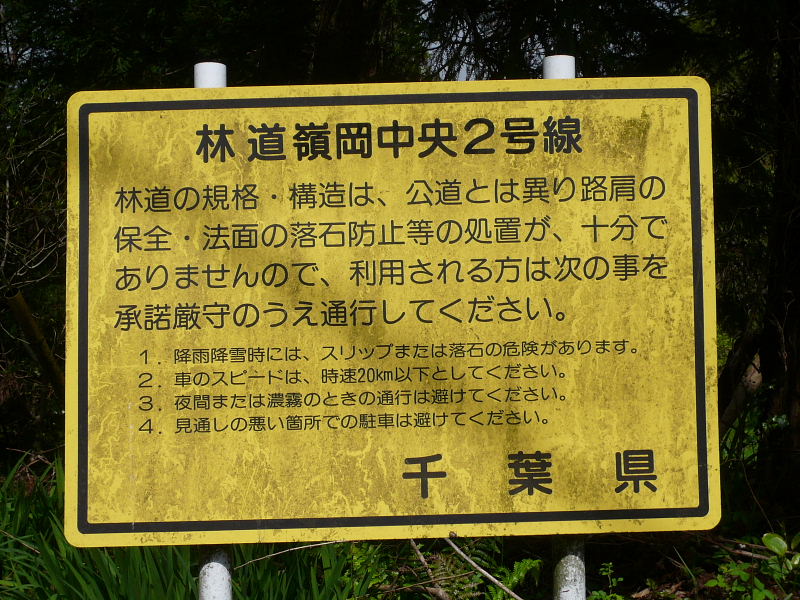 林道嶺岡中央2号線
林道の規格・構造は、公道とは異り路肩の
保全・法面の落石防止等の処置が、十分で
ありませんので、利用される方は次の事を
承諾厳守のうえ通行してください。
1. 降雨降雪時には、スリップまたは落石の危険があります。
2. 車のスピードは、時速20km以下としてください。
3. 夜間または濃霧のときの通行は避けてください。
4. 見通しの悪い箇所での駐車は避けてください。
千葉県